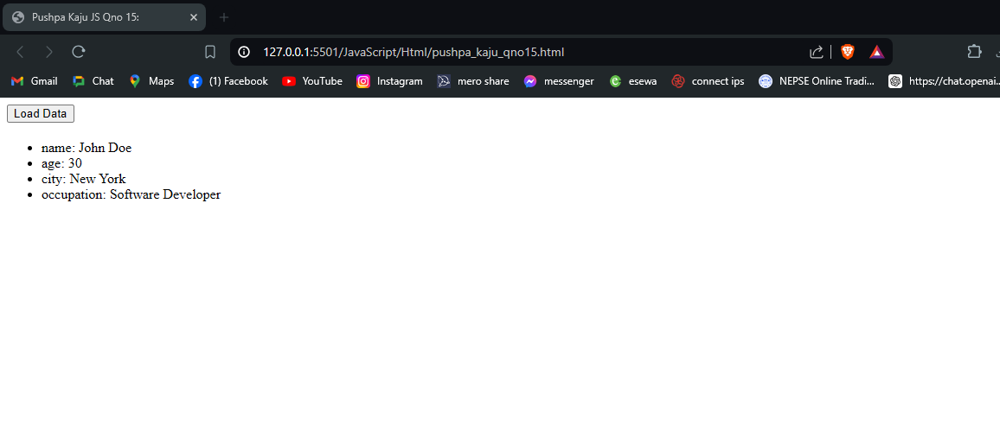 Pushpa Kaju JS Qno 15:
127.0.0.1:5501/JavaScript/Html/pushpa_kaju_qno15.html
Gmail Chat Maps (1) Facebook YouTube Instagram mero share messenger esewa connect ips NEPSE Online Tradi... https://chat.openai...
Load Data
• name: John Doe
• age: 30
• city: New York
• occupation: Software Developer